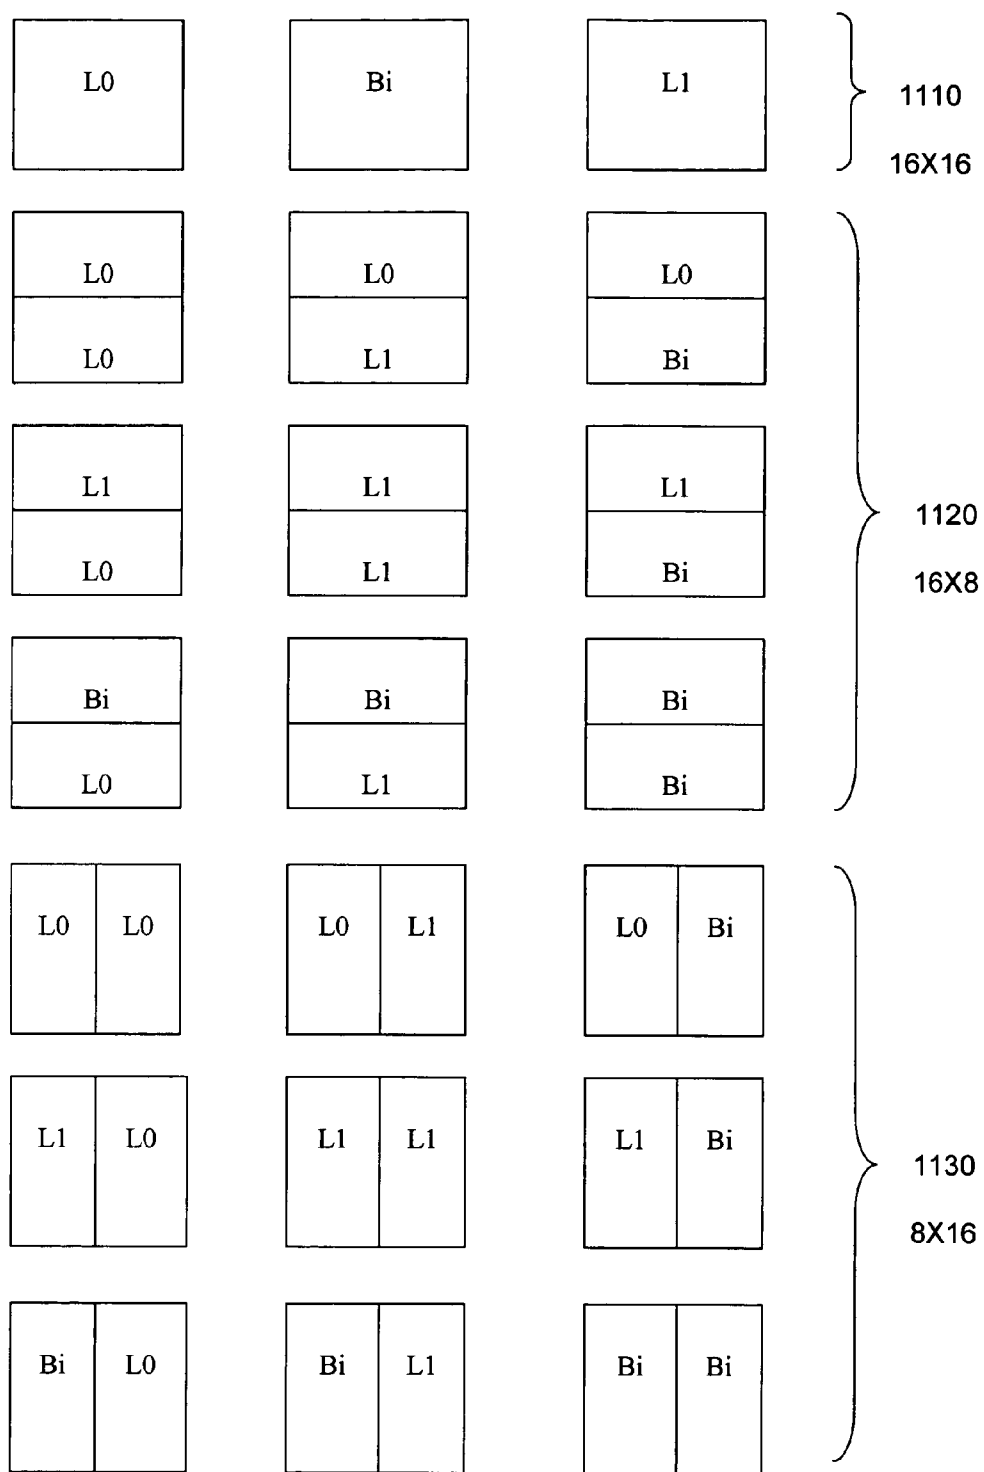 L0 Bi L1
1110
16X16
L0 L0 L0
L0 L1 Bi
L1 L1 L1
L0 L1 Bi
1120
16X8
Bi Bi Bi
L0 L1 Bi
L0 L0 L0 L1 L0 Bi
L1 L0 L1 L1 L1 Bi
1130
8X16
Bi L0 Bi L1 Bi Bi